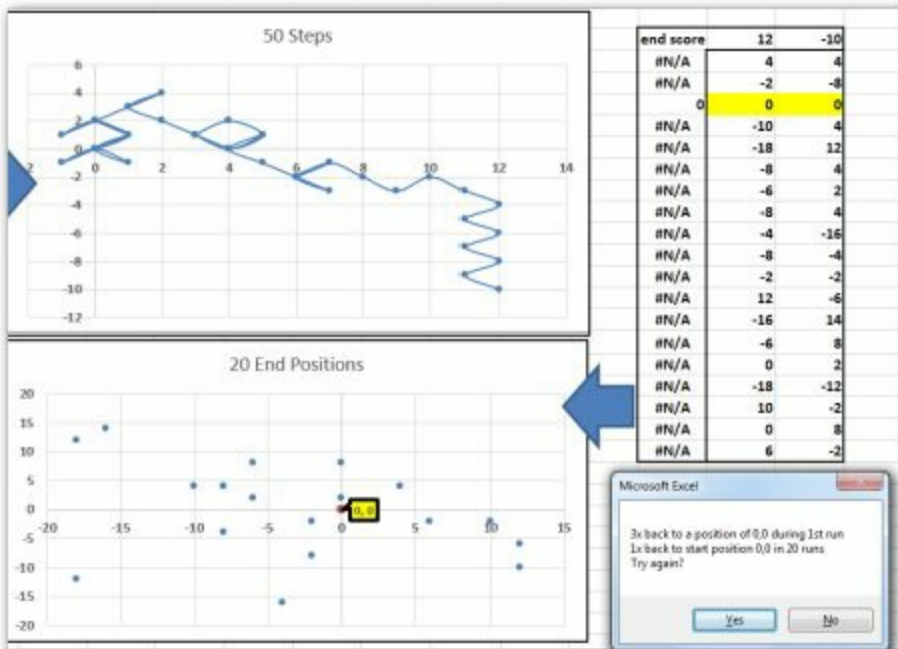 50 Steps
6
4
2
0
2 0 2 4 6 8 10 12 14
-2
-4
-6
-8
-10
-12
20 End Positions
20
15
10
5
0
0, 0
-20 -15 -10 -5 0 5 10 15
-5
-10
-15
-20
end score 12 -10
#N/A 4 4
#N/A -2 -8
0 0 0
#N/A -10 4
#N/A -18 12
#N/A -8 4
#N/A -6 2
#N/A -8 4
#N/A -4 -16
#N/A -8 -4
#N/A -2 -2
#N/A 12 -6
#N/A -16 14
#N/A -6 8
#N/A 0 2
#N/A -18 -12
#N/A 10 -2
#N/A 0 8
#N/A 6 -2
Microsoft Excel
3x back to a position of 0,0 during 1st run
1x back to start position 0,0 in 20 runs
Try again?
Yes No